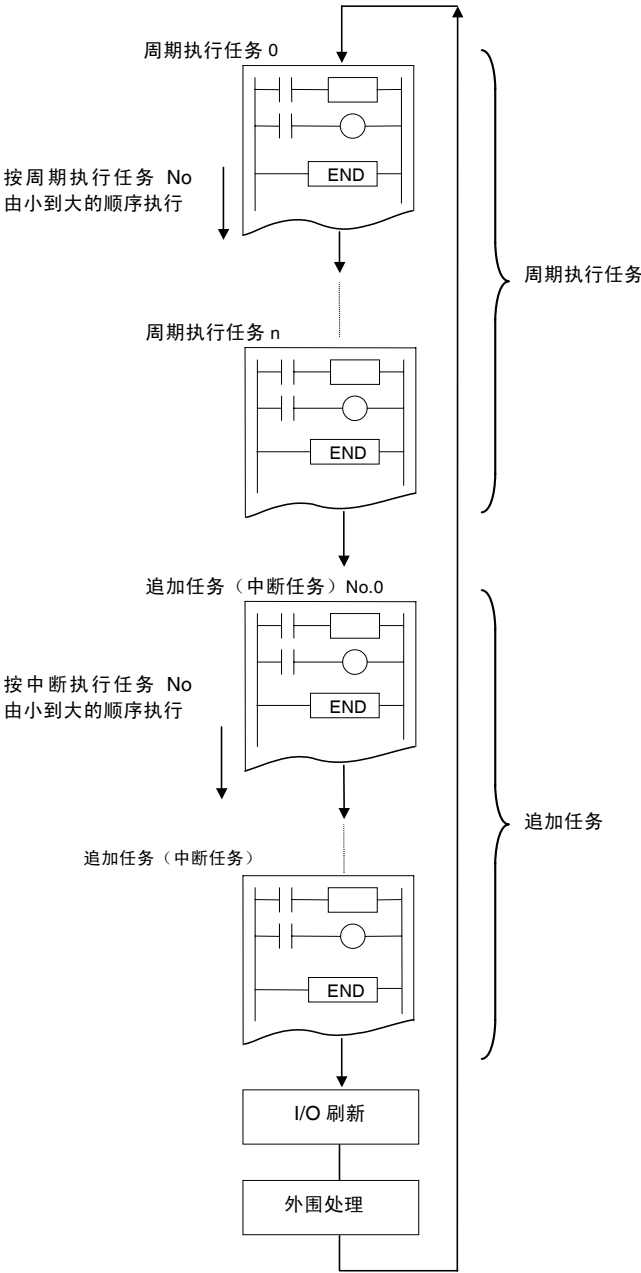 周期执行任务 0
END
按周期执行任务 No
由小到大的顺序执行
周期执行任务
周期执行任务 n
END
追加任务（中断任务）No.0
END
按中断执行任务 No
由小到大的顺序执行
追加任务
追加任务（中断任务）
END
I/O 刷新
外围处理